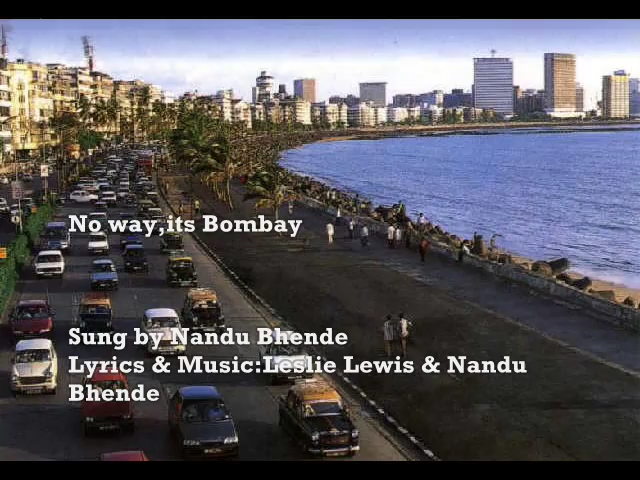 No way,its Bombay
Sung by Nandu Bhende
Lyrics & Music:Leslie Lewis & Nandu
Bhende